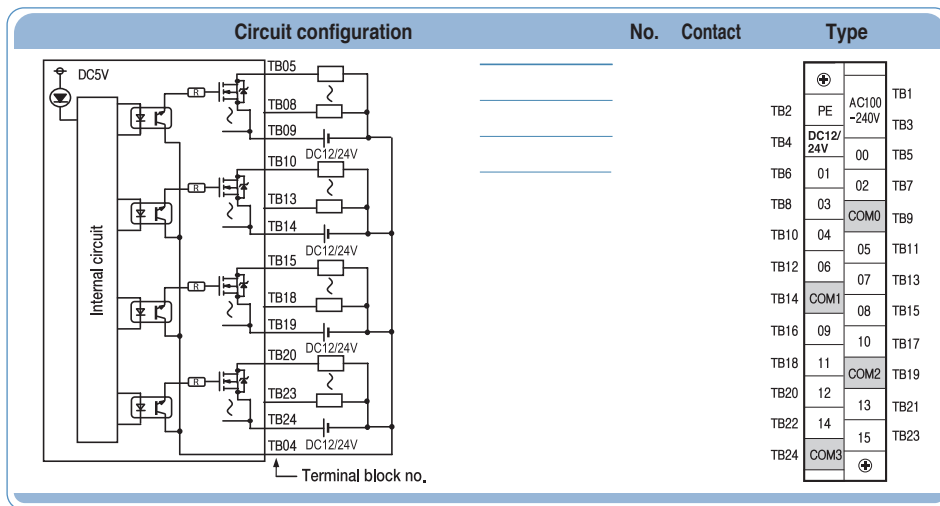 Circuit configuration No. Contact Type
DC5V
Internal circuit
R
TB05
TB08
TB09
DC12/24V
R
TB10
TB13
TB14
DC12/24V
R
TB15
TB18
TB19
DC12/24V
R
TB20
TB23
TB24
DC12/24V
TB04
Terminal block no.
TB2
TB4
TB6
TB8
TB10
TB12
TB14
TB16
TB18
TB20
TB22
TB24
PE
DC12/
24V
01
03
04
06
COM1
09
11
12
14
COM3
AC100
-240V
00
02
COM0
05
07
08
10
COM2
13
15
TB1
TB3
TB5
TB7
TB9
TB11
TB13
TB15
TB17
TB19
TB21
TB23